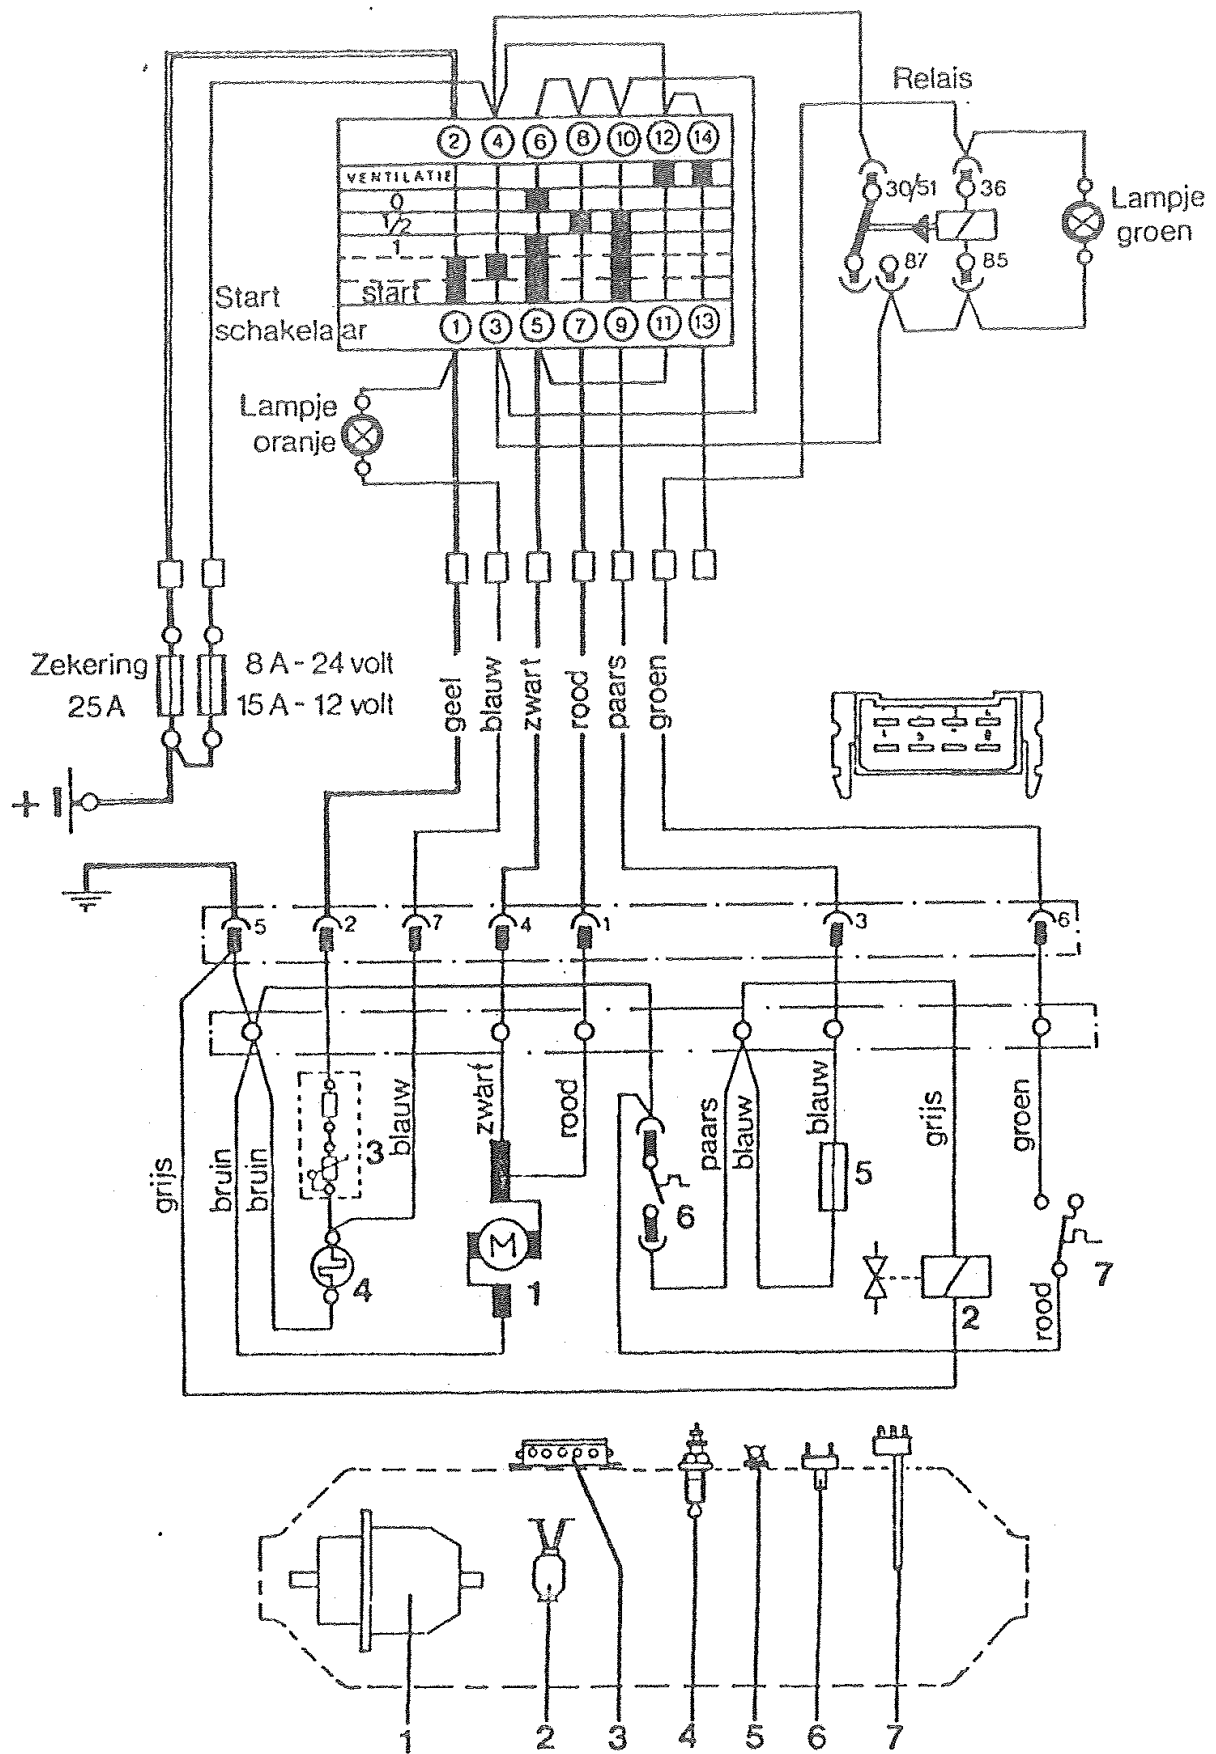 Relais
2 4 6 8 10 12 14
VENTILATIE
0
1/2
1
start
1 3 5 7 9 11 13
Start
schakelaar
30/51 36
87 85
Lampje
groen
Lampje
oranje
Zekering
25A
8A - 24 volt
15A - 12 volt
geel
blauw
zwart
rood
paars
groen
+
5 2 7 4 1 3 6
grijs
bruin
bruin
3
blauw
zwart
rood
paars
blauw
blauw
grijs
groen
5
6
4
M
1
2
rood
7
1 2 3 4 5 6 7